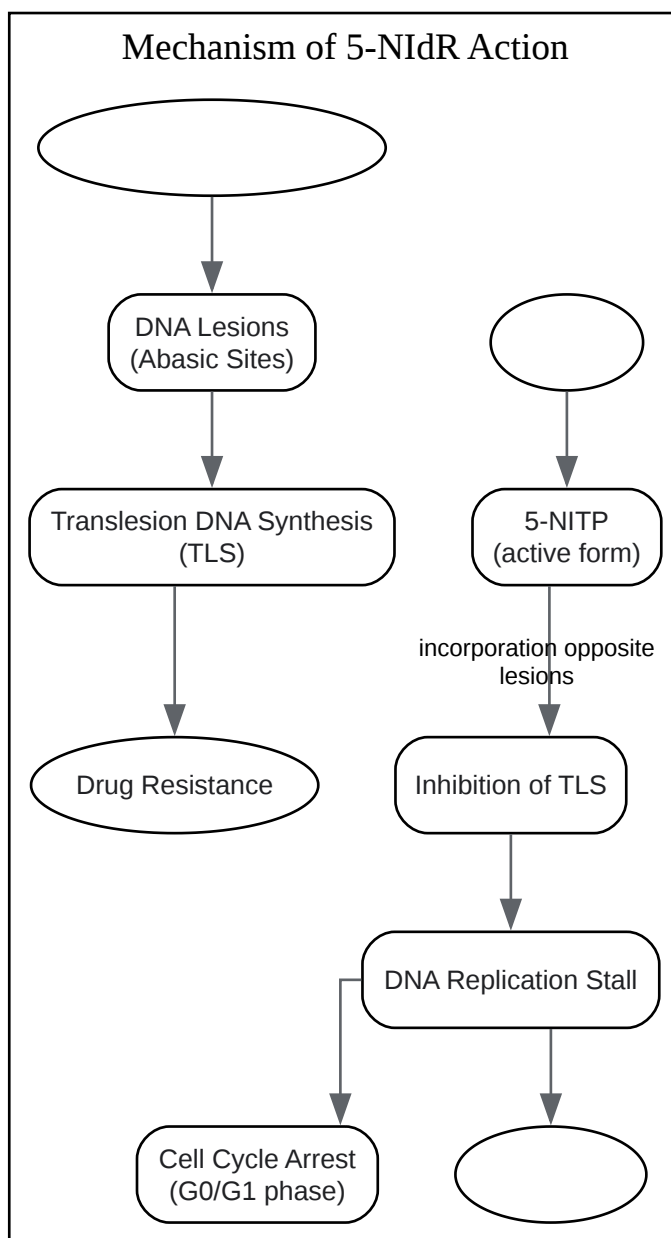 Mechanism of 5-NIdR Action
DNA Lesions
(Abasic Sites)
Translesion DNA Synthesis
(TLS)
5-NITP
(active form)
incorporation opposite
lesions
Drug Resistance
Inhibition of TLS
DNA Replication Stall
Cell Cycle Arrest
(G0/G1 phase)